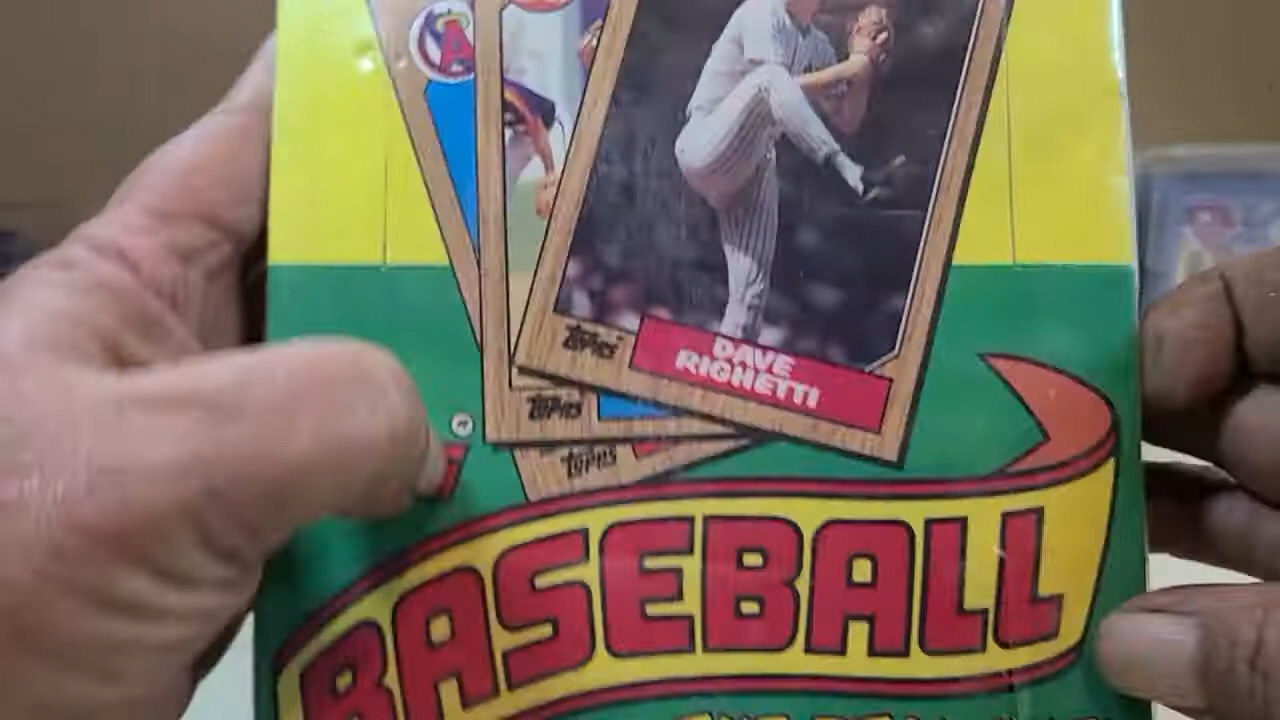 A
DAVE
RIGHETTI
TOPPS
TOPPS
TOPPS
BASEBALL